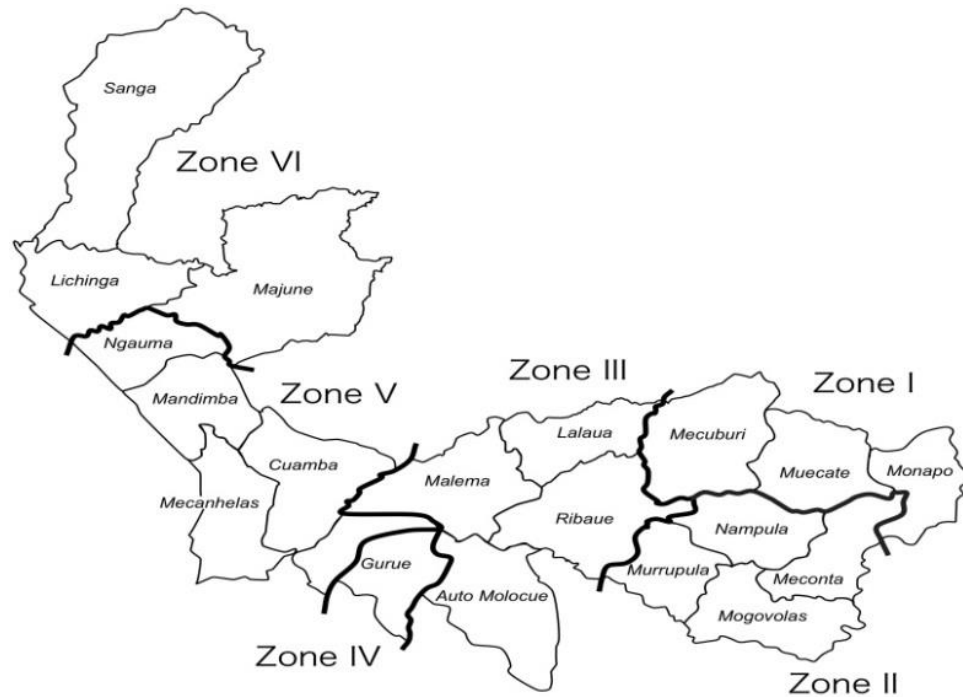 Sanga
Zone VI
Lichinga
Majune
Ngauma
Zone V
Zone III
Zone I
Mandimba
Lalaua
Mecuburi
Cuamba
Muecate
Monapo
Malema
Mecanhelas
Ribaue
Nampula
Gurue
Murrupula
Meconta
Auto Molocue
Mogovolas
Zone IV
Zone II